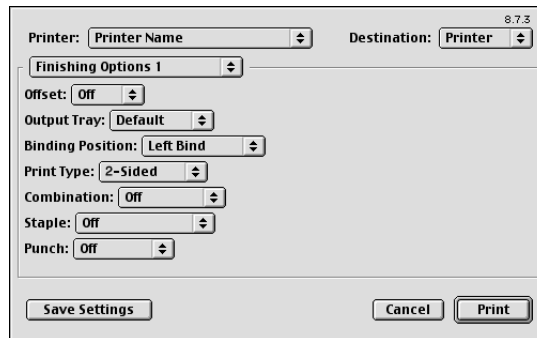 8.7.3
Printer: Printer Name Destination: Printer
Finishing Options 1
Offset: Off
Output Tray: Default
Binding Position: Left Bind
Print Type: 2-Sided
Combination: Off
Staple: Off
Punch: Off
Save Settings Cancel Print